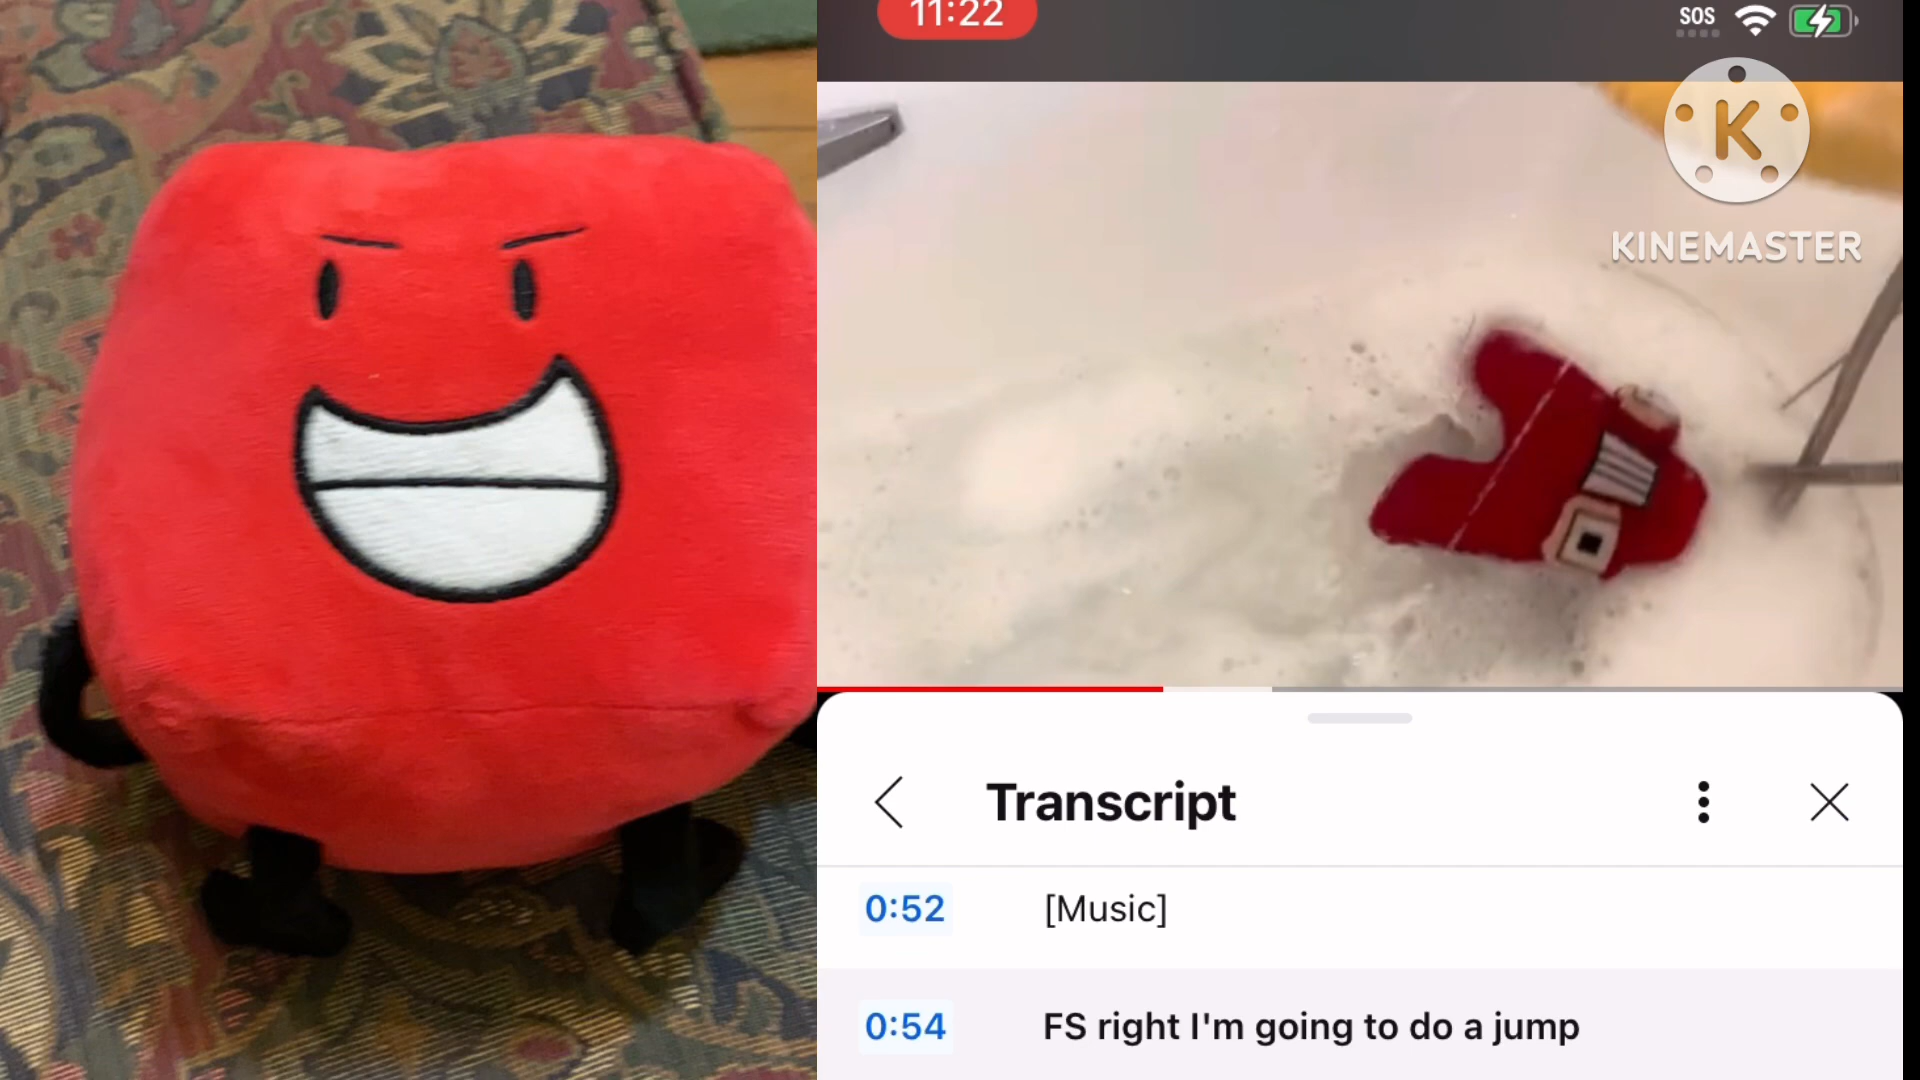 11:22
SOS
K
KINEMASTER
Transcript
0:52 [Music]
0:54 FS right I'm going to do a jump